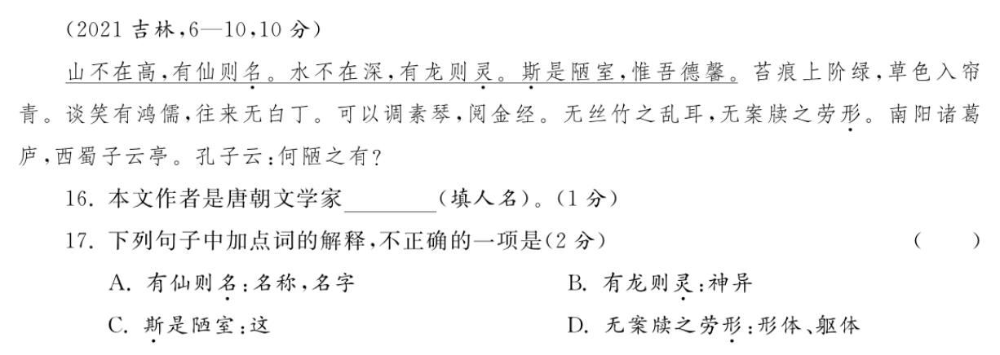 (2021 吉林,6—10,10 分)
山不在高,有仙则名。水不在深,有龙则灵。斯是陋室,惟吾德馨。苔痕上阶绿,草色入帘
青。谈笑有鸿儒,往来无白丁。可以调素琴,阅金经。无丝竹之乱耳,无案牍之劳形。南阳诸葛
庐,西蜀子云亭。孔子云:何陋之有?
16. 本文作者是唐朝文学家________(填人名)。(1 分)
17. 下列句子中加点词的解释,不正确的一项是(2 分) (  )
A. 有仙则名:名称,名字 B. 有龙则灵:神异
C. 斯是陋室:这 D. 无案牍之劳形:形体、躯体